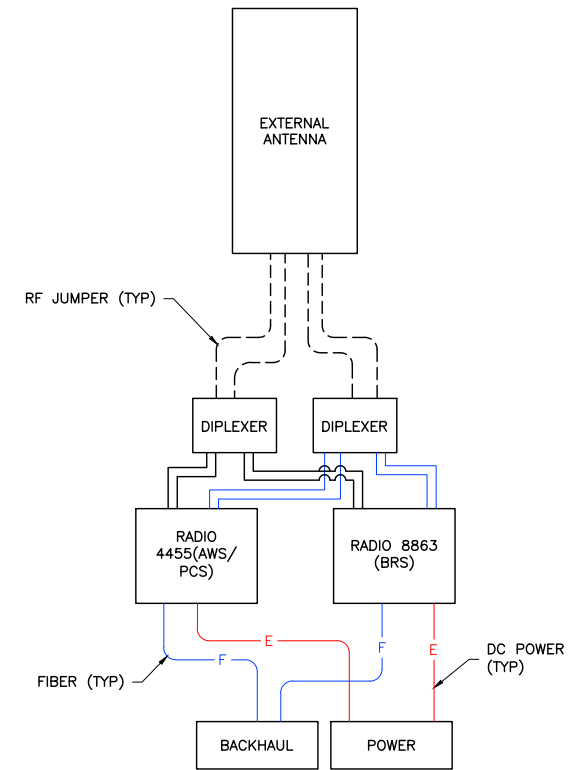 EXTERNAL
ANTENNA
RF JUMPER (TYP)
DIPLEXER
DIPLEXER
RADIO
4455(AWS/
PCS)
RADIO 8863
(BRS)
E
F
E
F
DC POWER
(TYP)
FIBER (TYP)
BACKHAUL
POWER